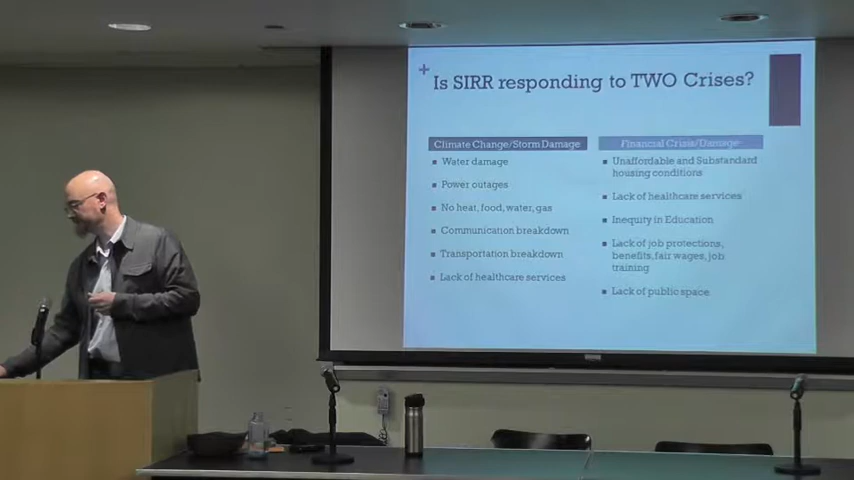 +
Is SIRR responding to TWO Crises?
Climate Change/Storm Damage
Water damage
Power outages
No heat, food, water, gas
Communication breakdown
Transportation breakdown
Lack of healthcare services
Financial Crisis/Damage
Unaffordable and Substandard
housing conditions
Lack of healthcare services
Inequity in Education
Lack of job protections,
benefits, fair wages, job
training
Lack of public space